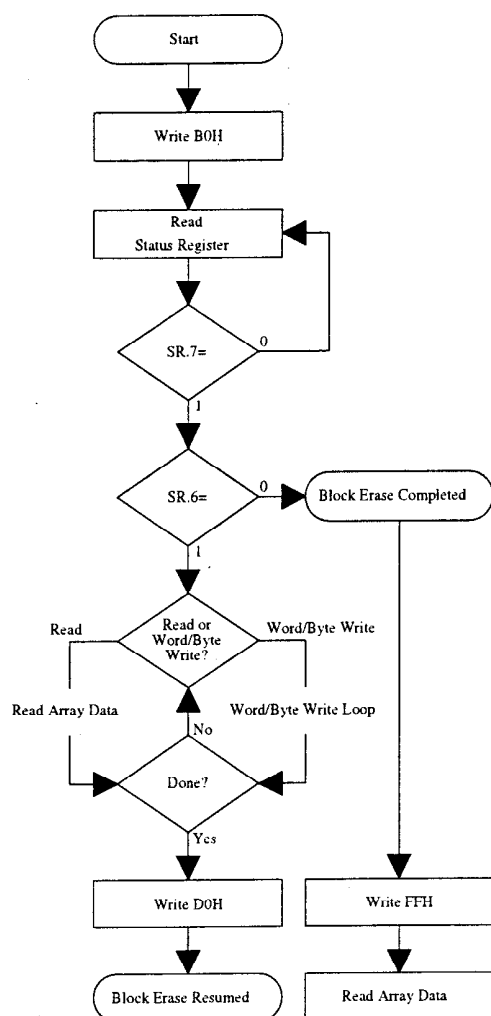 Start
Write B0H
Read
Status Register
SR.7=
0
1
SR.6=
0
Block Erase Completed
1
Read
Read or
Word/Byte
Write?
Word/Byte Write
Read Array Data
Word/Byte Write Loop
No
Done?
Yes
Write D0H
Write FFH
Block Erase Resumed
Read Array Data